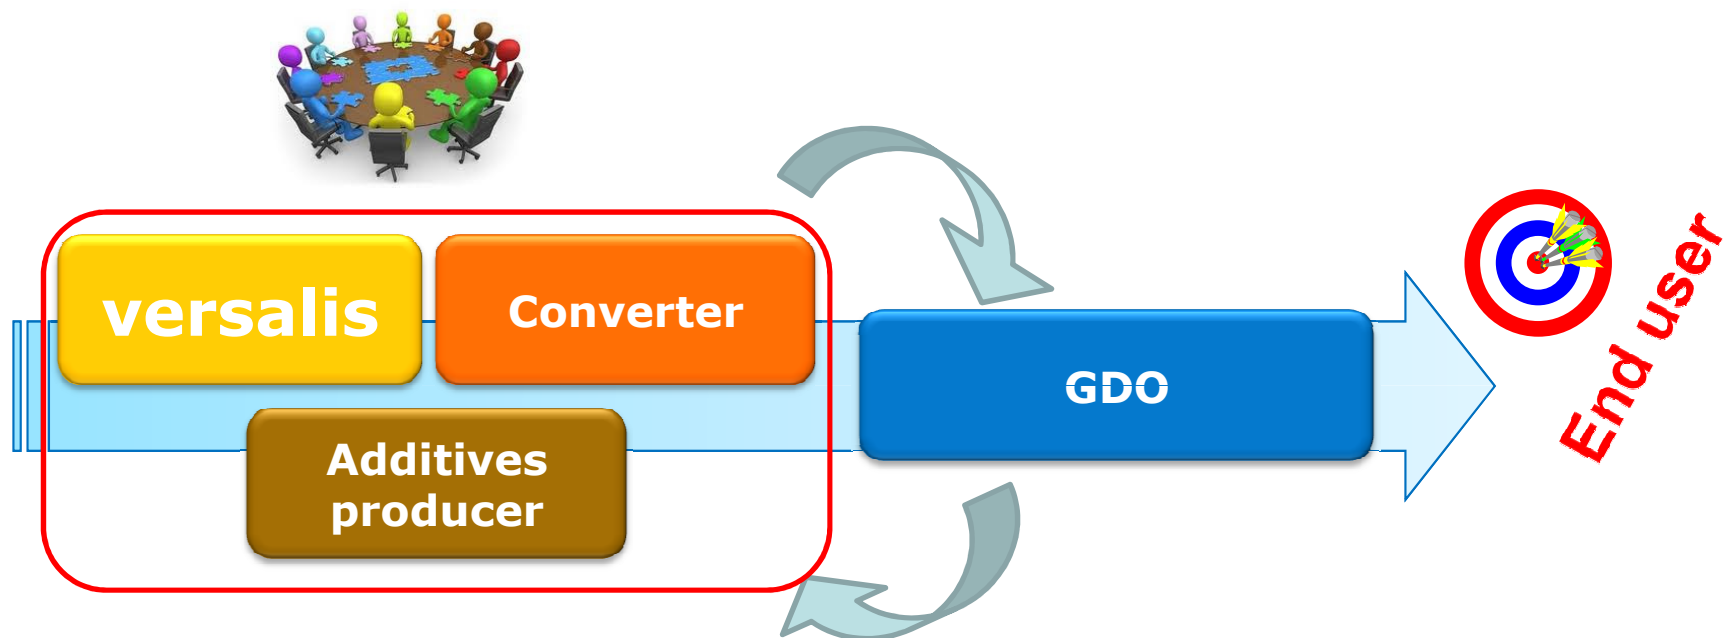 versalis
Converter
Additives
producer
GDO
End user